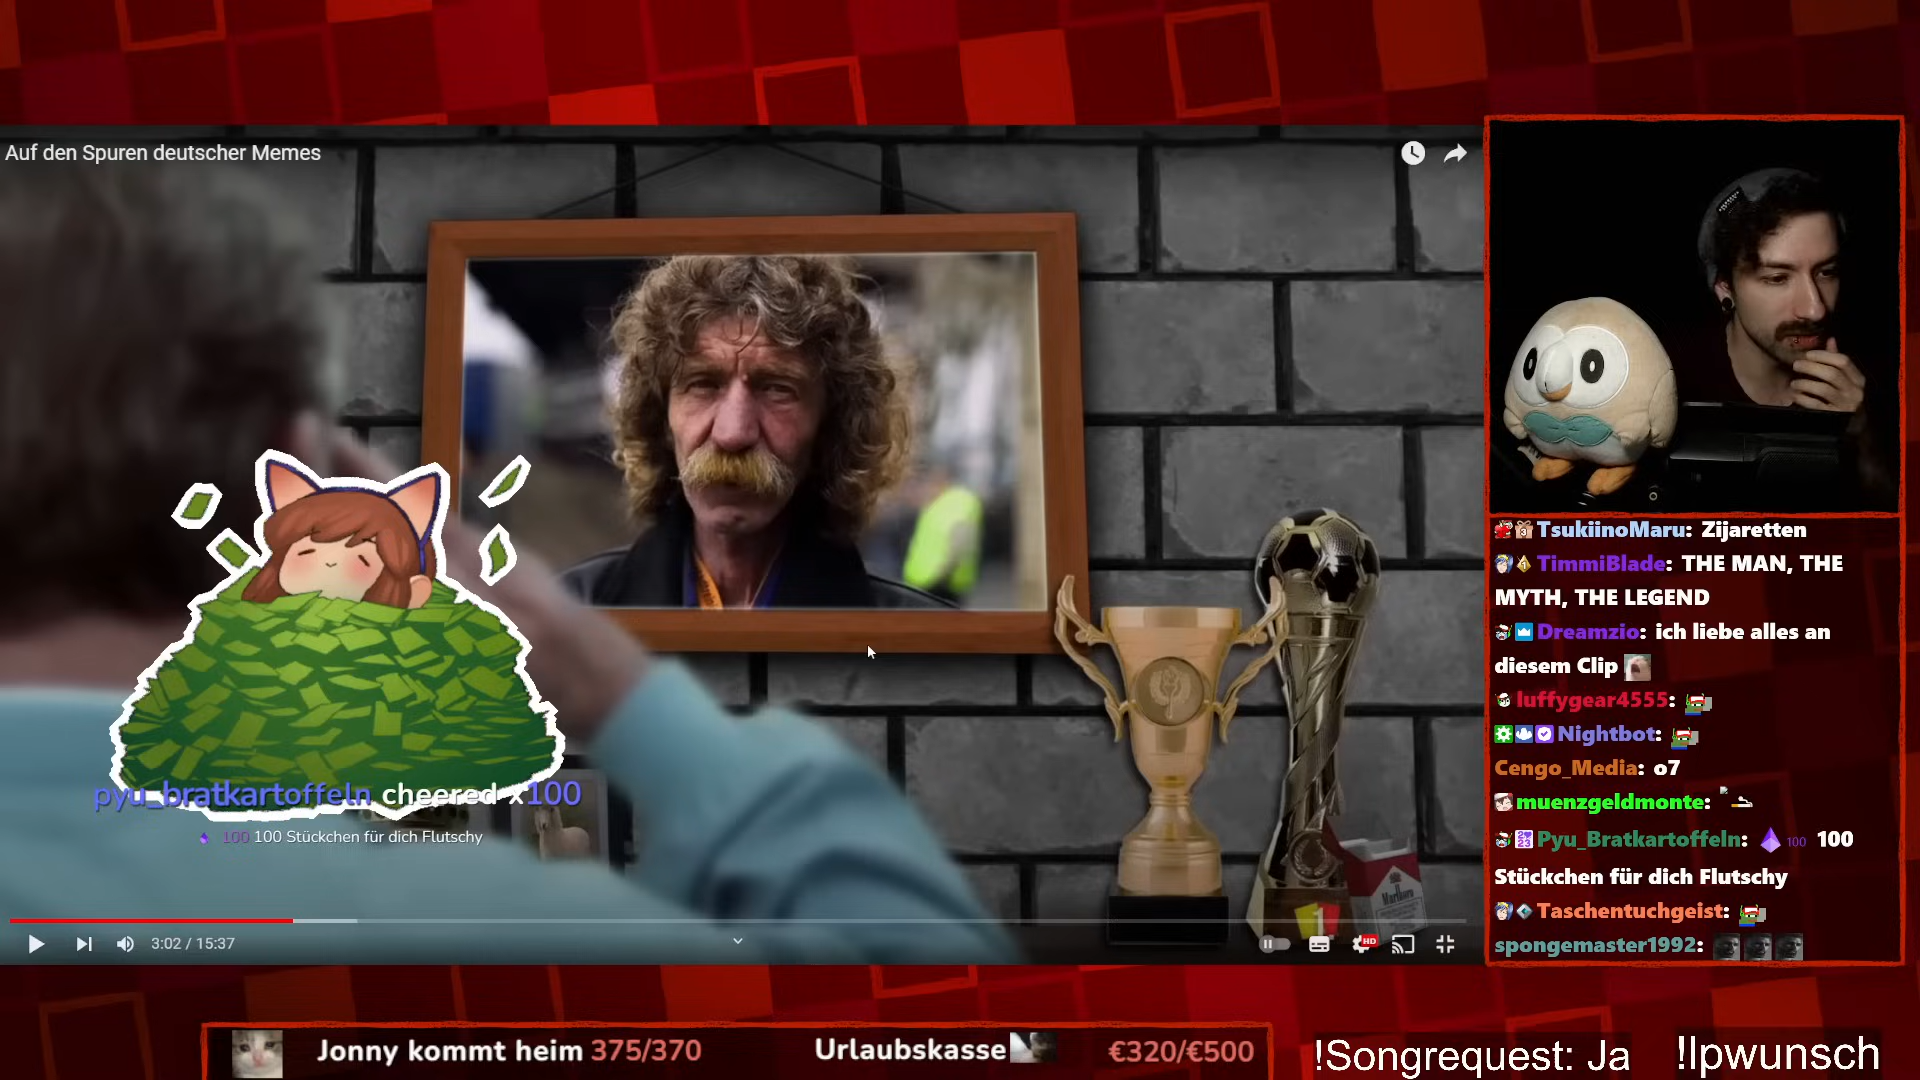 Auf den Spuren deutscher Memes
pyu_bratkartoffeln cheered x100
100 100 Stückchen für dich Flutschy
3:02 / 15:37
HD
Marlboro
1
TsukiinoMaru: Zijaretten
TimmiBlade: THE MAN, THE
MYTH, THE LEGEND
Dreamzio: ich liebe alles an
diesem Clip
luffygear4555:
Nightbot:
Cengo_Media: o7
muenzgeldmonte:
Pyu_Bratkartoffeln: 100 100
Stückchen für dich Flutschy
Taschentuchgeist:
spongemaster1992:
Jonny kommt heim 375/370
Urlaubskasse €320/€500
!Songrequest: Ja
!lpwunsch